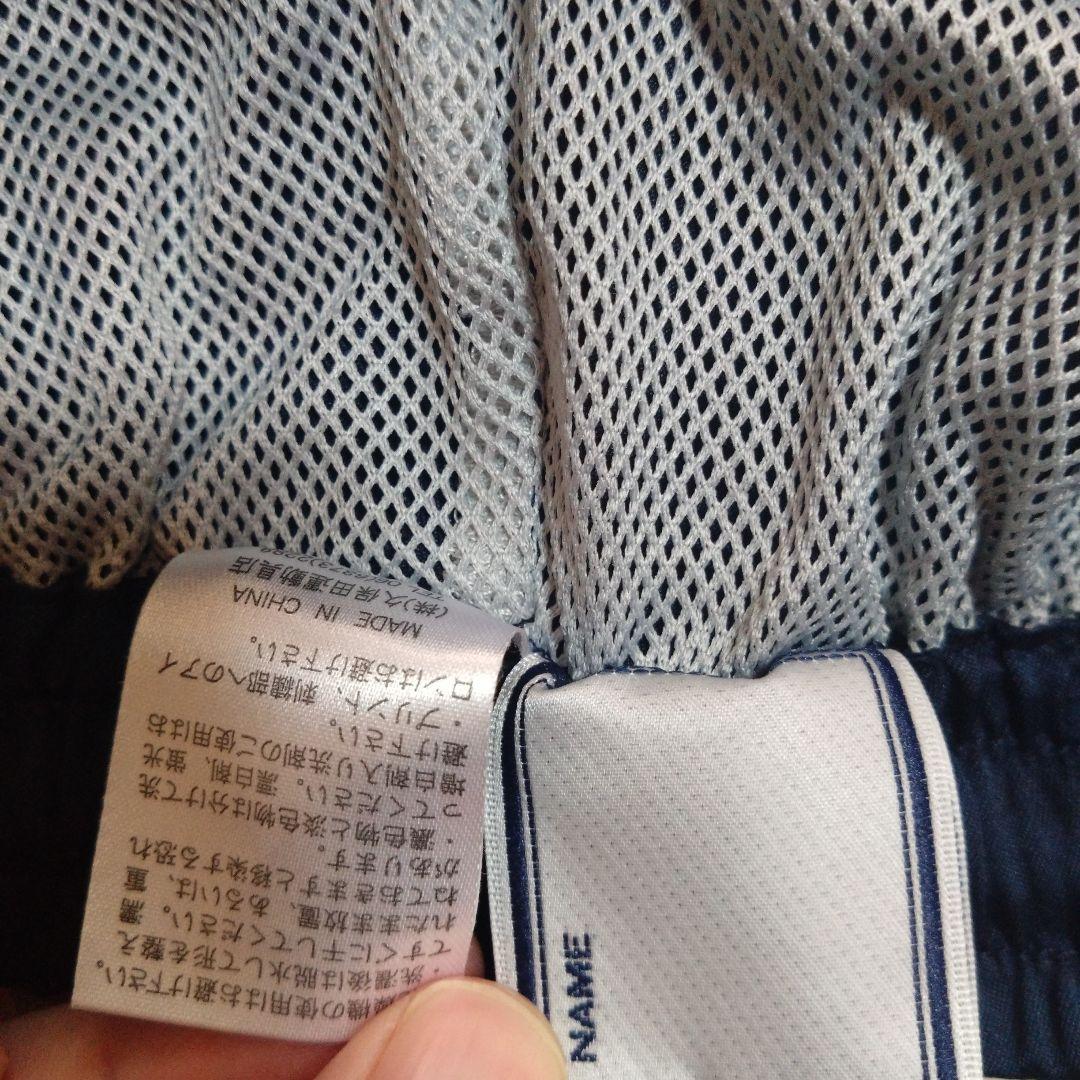 燥機の使用はお避け下さい。
・洗濯後は脱水して形を整え
てすぐに干してください。濡
れたまま放置、あるいは、重
ねておきますと移染する恐れ
があります。
・濃色物と淡色物は分けて洗
ってください。漂白剤、蛍光
増白剤入り洗剤のご使用はお
避け下さい。
・プリント、刺繍部へのアイ
ロンはお避け下さい。
MADE IN CHINA
(株)久保田運動具店
NAME